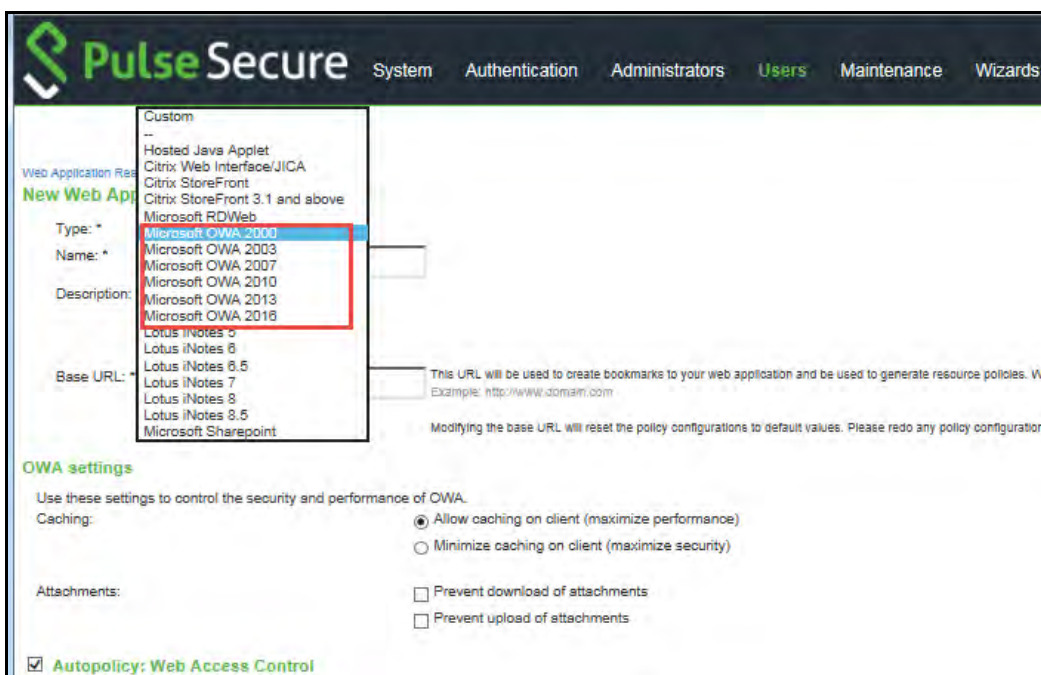 Pulse Secure System Authentication Administrators Users Maintenance Wizards
Custom
--
Hosted Java Applet
Web Application Res
Citrix Web Interface/JICA
Citrix StoreFront
New Web App
Citrix StoreFront 3.1 and above
Microsoft RDWeb
Type: *
Microsoft OWA 2000
Name: *
Microsoft OWA 2003
Microsoft OWA 2007
Microsoft OWA 2010
Description:
Microsoft OWA 2013
Microsoft OWA 2016
Lotus iNotes 5
Lotus iNotes 6
Lotus iNotes 6.5
Base URL: *
This URL will be used to create bookmarks to your web application and be used to generate resource policies. W
Lotus iNotes 7
Example: http://www.domain.com
Lotus iNotes 8
Lotus iNotes 8.5
Microsoft Sharepoint
Modifying the base URL will reset the policy configurations to default values. Please redo any policy configuration
OWA settings
Use these settings to control the security and performance of OWA.
Caching:
Allow caching on client (maximize performance)
Minimize caching on client (maximize security)
Attachments:
Prevent download of attachments
Prevent upload of attachments
Autopolicy: Web Access Control